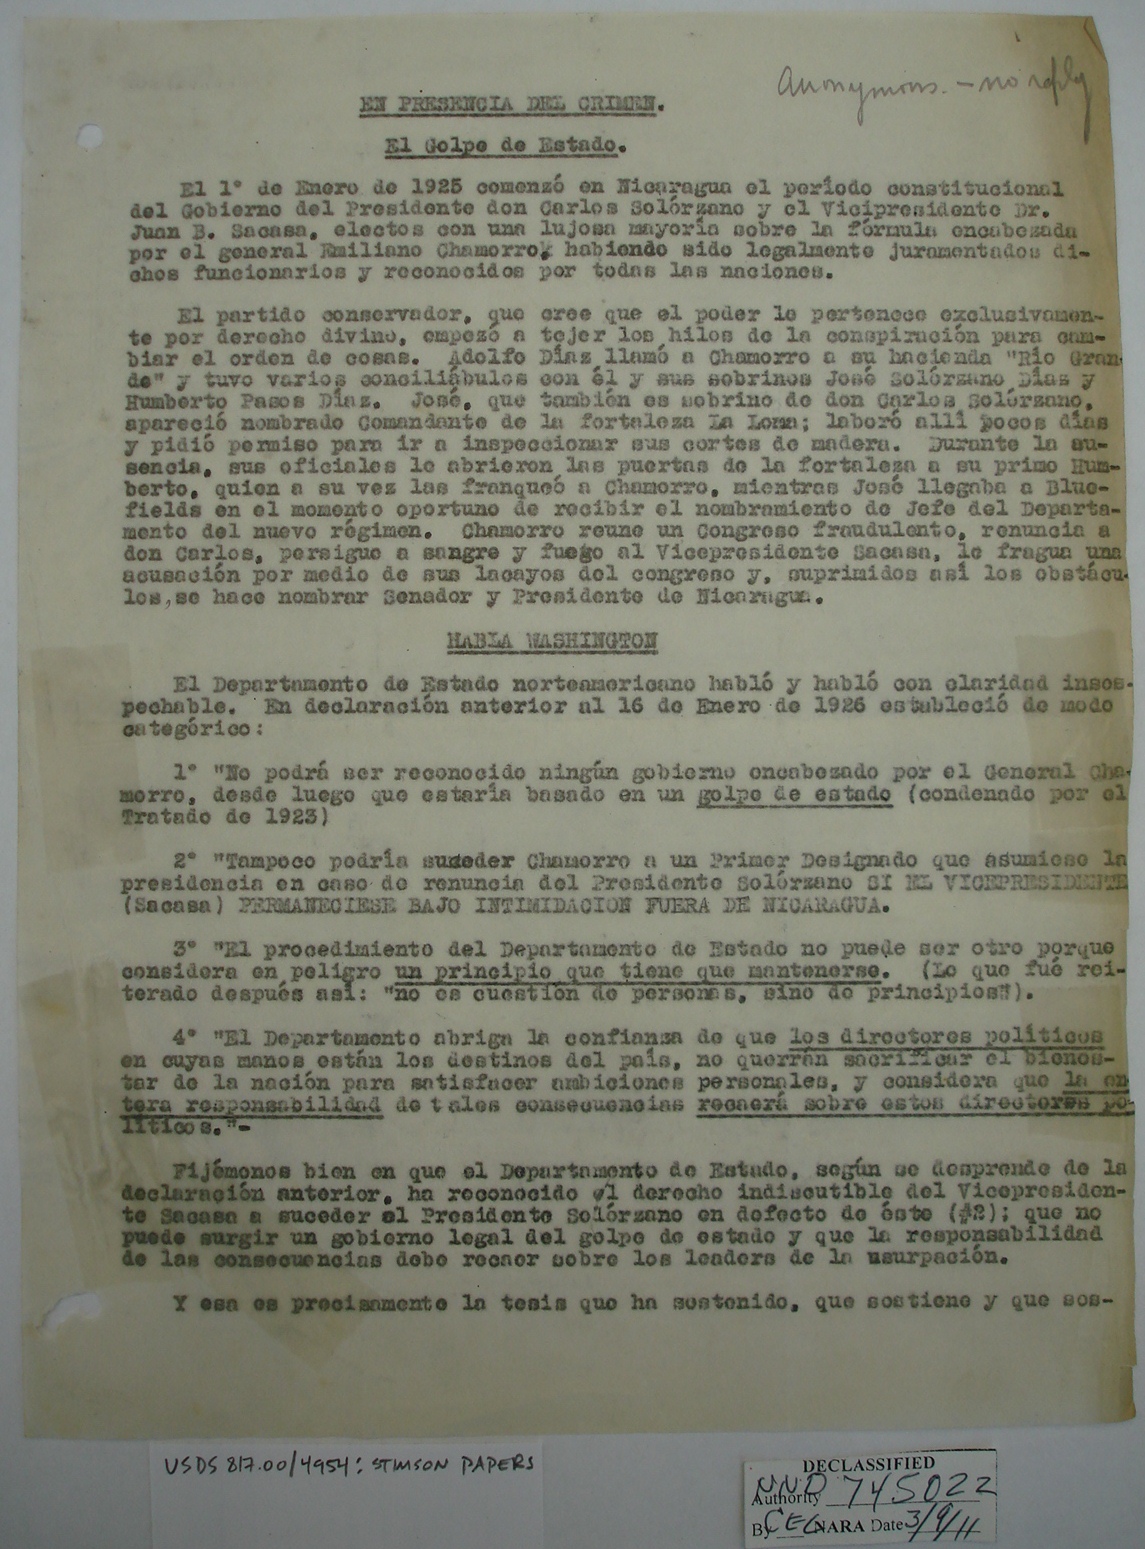 Anonymous. - no reply
EN PRESENCIA DEL CRIMEN.
El Golpe de Estado.
El 1° de Enero de 1925 comenzó en Nicaragua el período constitucional
del Gobierno del Presidente don Carlos Solórzano y el Vicipresidente Dr.
Juan B. Sacasa, electos con una lujosa mayoría sobre la fórmula encabezada
por el general Emiliano Chamorro, habiendo sido legalmente juramentados di-
chos funcionarios y reconocidos por todas las naciones.
El partido conservador, que cree que el poder le pertenece exclusivamen-
te por derecho divino, empezó a tejer los hilos de la conspiración para cam-
biar el orden de cosas. Adolfo Díaz llamó a Chamorro a su hacienda "Río Gran-
de" y tuvo varios conciliábulos con él y sus sobrinos José Solórzano Días y
Humberto Pasos Díaz. José, que también es sobrino de don Carlos Solórzano,
apareció nombrado Comandante de la fortaleza La Loma; laboró allí pocos días
y pidió permiso para ir a inspeccionar sus cortes de madera. Durante la au-
sencia, sus oficiales le abrieron las puertas de la fortaleza a su primo Hum-
berto, quien a su vez las franqueó a Chamorro, mientras José llegaba a Blue-
fields en el momento oportuno de recibir el nombramiento de Jefe del Departa-
mento del nuevo régimen. Chamorro reune un Congreso fraudulento, renuncia a
don Carlos, persigue a sangre y fuego al Vicepresidente Sacasa, le fragua una
acusación por medio de sus lacayos del congreso y, suprimidos así los obstácu-
los, se hace nombrar Senador y Presidente de Nicaragua.
HABLA WASHINGTON
El Departamento de Estado norteamericano habló y habló con claridad insos-
pechable. En declaración anterior al 16 de Enero de 1926 estableció de modo
categórico:
1° "No podrá ser reconocido ningún gobierno encabezado por el General Cha-
morro, desde luego que estaría basado en un golpe de estado (condenado por el
Tratado de 1923)
2° "Tampoco podría suceder Chamorro a un Primer Designado que asumiese la
presidencia en caso de renuncia del Presidente Solórzano SI EL VICEPRESIDENTE
(Sacasa) PERMANECIESE BAJO INTIMIDACION FUERA DE NICARAGUA.
3° "El procedimiento del Departamento de Estado no puede ser otro porque
considera en peligro un principio que tiene que mantenerse. (Lo que fué rei-
terado después así: "no es cuestión de personas, sino de principios").
4° "El Departamento abriga la confianza de que los directores políticos
en cuyas manos están los destinos del país, no querrán sacrificar el bienes-
tar de la nación para satisfacer ambiciones personales, y considera que la en
tera responsabilidad de tales consecuencias recaerá sobre estos directores po-
líticos."-
Fijémonos bien en que el Departamento de Estado, según se desprende de la
declaración anterior, ha reconocido el derecho indiscutible del Vicepresiden-
te Sacasa a suceder al Presidente Solórzano en defecto de éste (#2); que no
puede surgir un gobierno legal del golpe de estado y que la responsabilidad
de las consecuencias debe recaer sobre los leaders de la usurpación.
Y esa es precisamente la tesis que ha sostenido, que sostiene y que sos-
USDS 817.00/4954: STIMSON PAPERS
DECLASSIFIED
Authority NND 745022
By CEC NARA Date 3/9/11